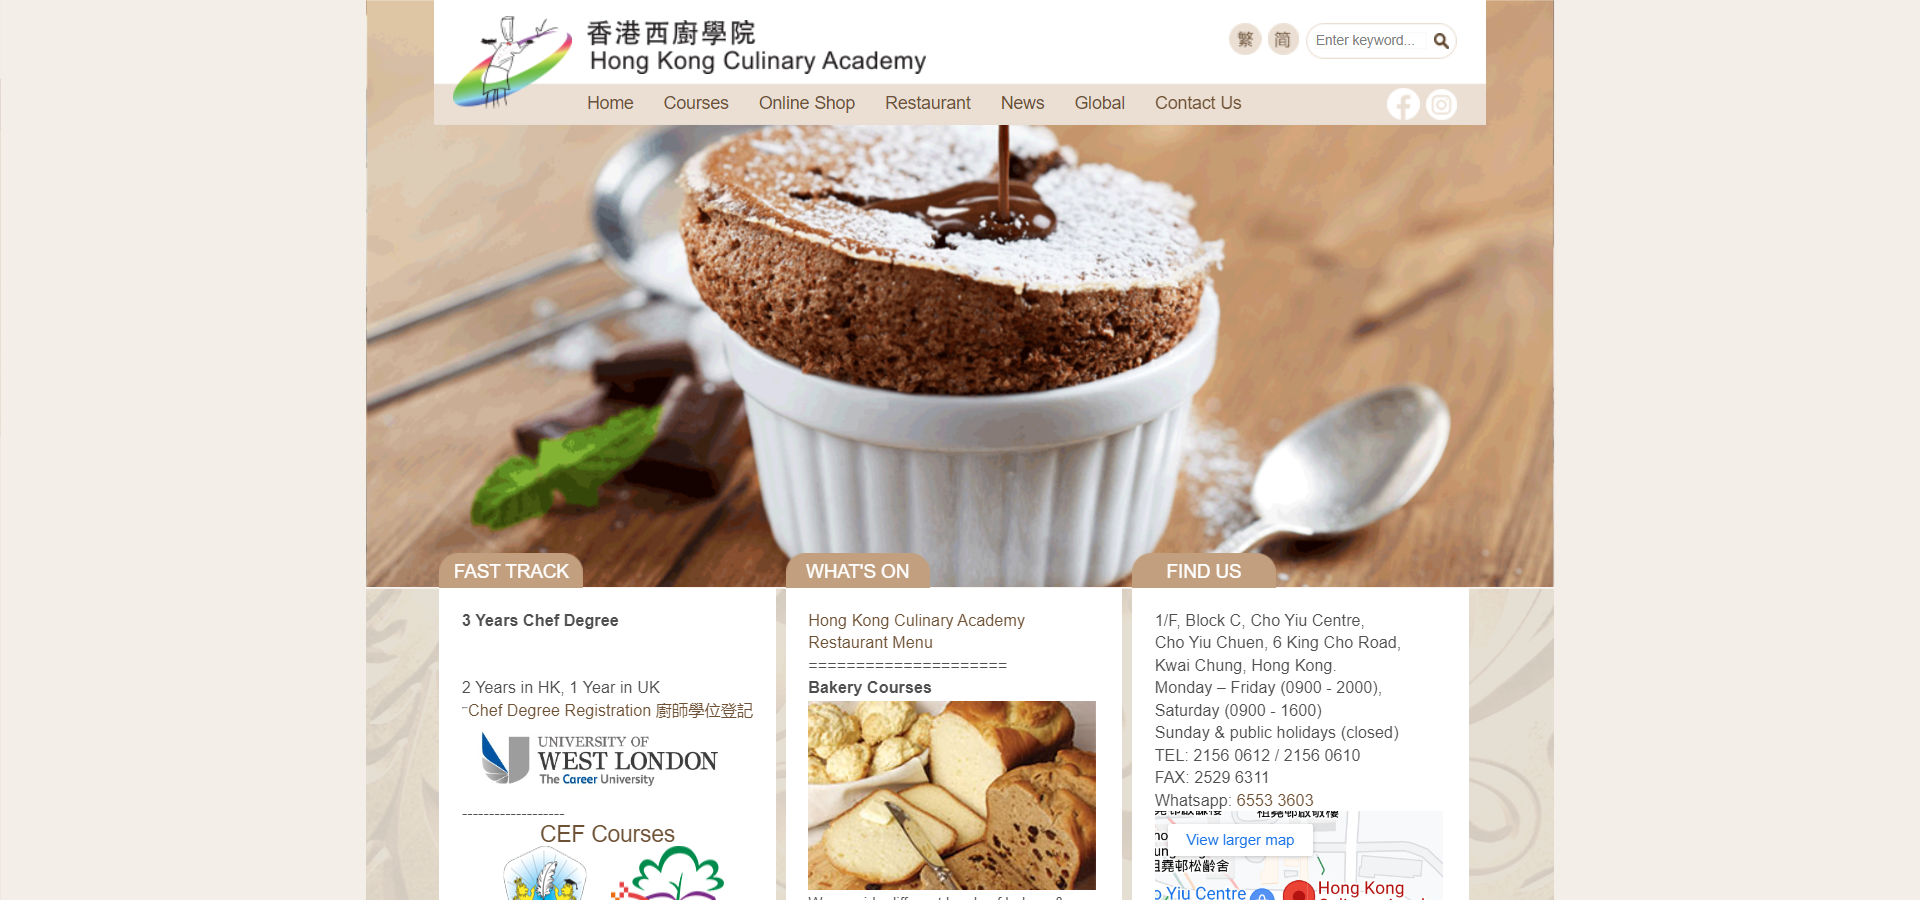 香港西廚學院
Hong Kong Culinary Academy
繁 简 Enter keyword...
Home Courses Online Shop Restaurant News Global Contact Us
FAST TRACK
3 Years Chef Degree
2 Years in HK, 1 Year in UK
Chef Degree Registration 廚師學位登記
UNIVERSITY OF
WEST LONDON
The Career University
-------------------
CEF Courses
WHAT'S ON
Hong Kong Culinary Academy
Restaurant Menu
=====================
Bakery Courses
FIND US
1/F, Block C, Cho Yiu Centre,
Cho Yiu Chuen, 6 King Cho Road,
Kwai Chung, Hong Kong.
Monday – Friday (0900 - 2000),
Saturday (0900 - 1600)
Sunday & public holidays (closed)
TEL: 2156 0612 / 2156 0610
FAX: 2529 6311
Whatsapp: 6553 3603
View larger map
祖堯邨松齡舍
o Yiu Centre
Hong Kong